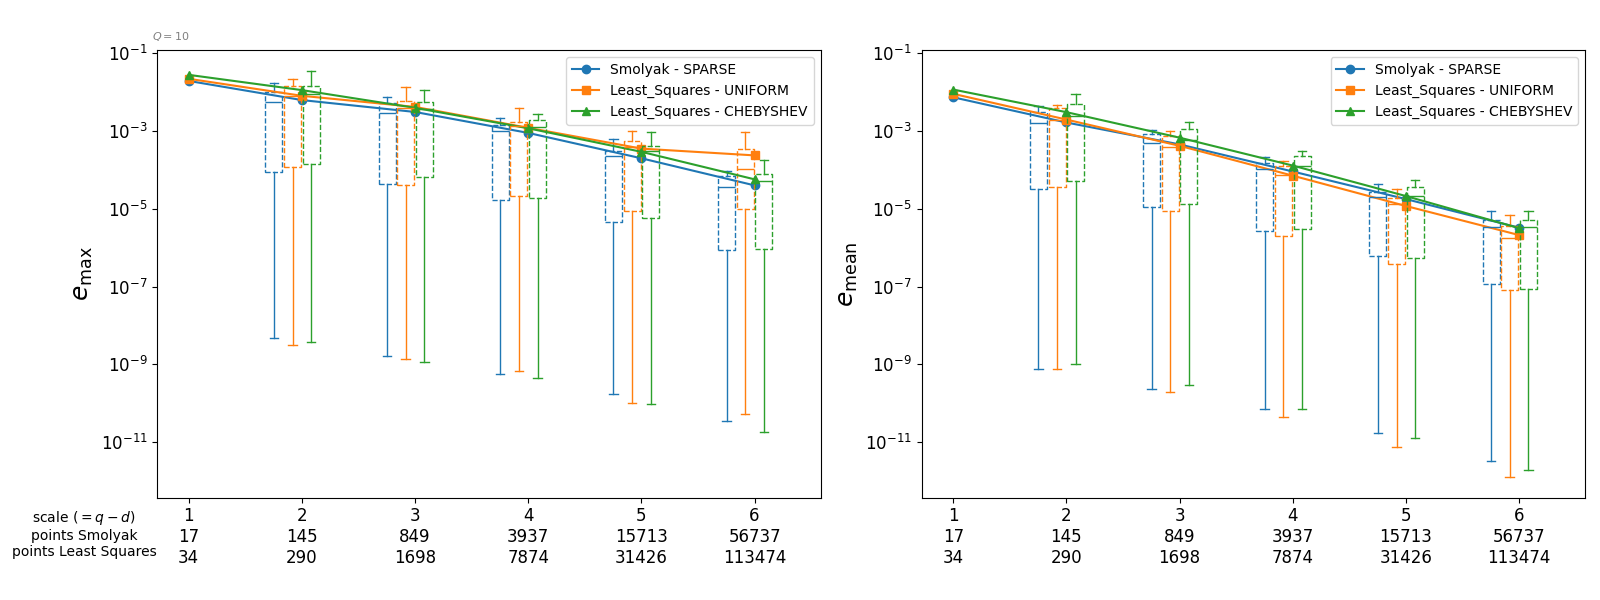 Q = 10
10⁻¹
10⁻³
10⁻⁵
10⁻⁷
10⁻⁹
10⁻¹¹
e_max
Smolyak - SPARSE
Least_Squares - UNIFORM
Least_Squares - CHEBYSHEV
10⁻¹
10⁻³
10⁻⁵
10⁻⁷
10⁻⁹
10⁻¹¹
e_mean
Smolyak - SPARSE
Least_Squares - UNIFORM
Least_Squares - CHEBYSHEV
scale (= q − d) 1 2 3 4 5 6 1 2 3 4 5 6
points Smolyak 17 145 849 3937 15713 56737 17 145 849 3937 15713 56737
points Least Squares 34 290 1698 7874 31426 113474 34 290 1698 7874 31426 113474